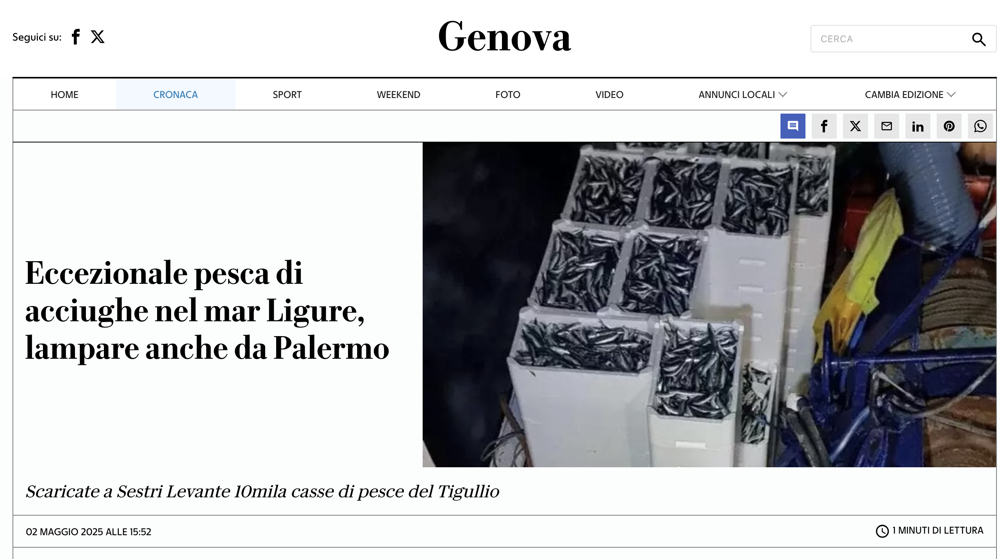 Seguici su:
Genova
CERCA
HOME
CRONACA
SPORT
WEEKEND
FOTO
VIDEO
ANNUNCI LOCALI
CAMBIA EDIZIONE
Eccezionale pesca di
acciughe nel mar Ligure,
lampare anche da Palermo
Scaricate a Sestri Levante 10mila casse di pesce del Tigullio
02 MAGGIO 2025 ALLE 15:52
1 MINUTI DI LETTURA